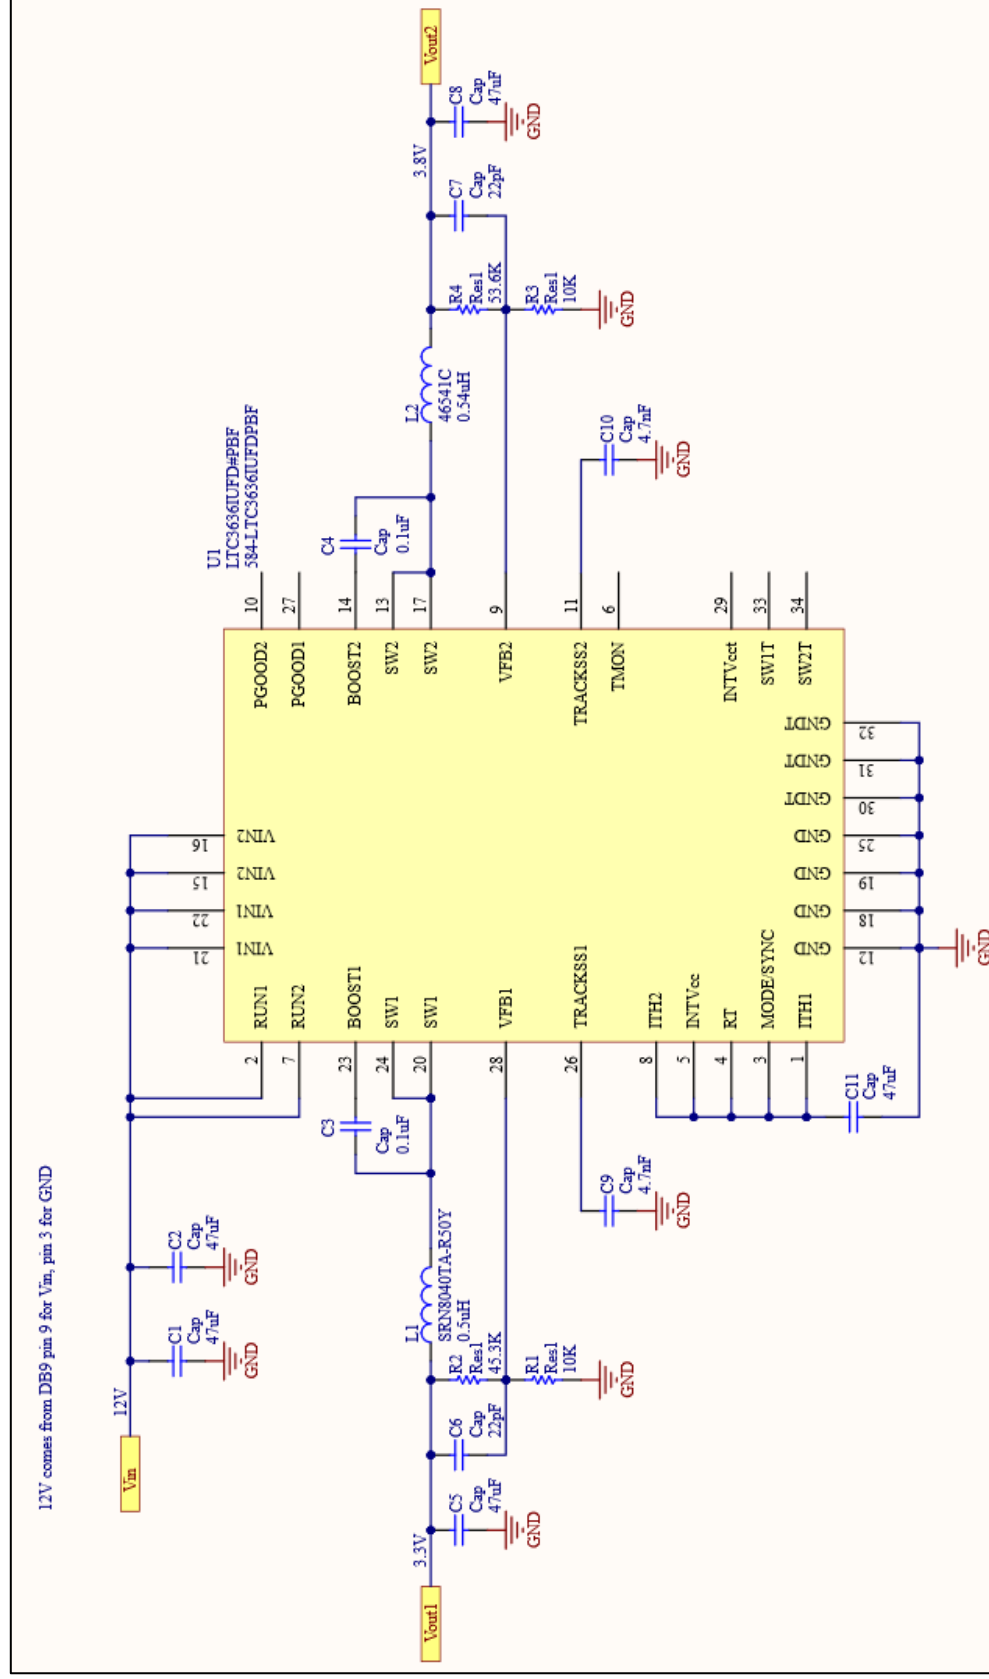 12V comes from DB9 pin 9 for Vin, pin 3 for GND
Vin
12V
C1
Cap
47uF
GND
C2
Cap
47uF
GND
U1
LTC3636IUFD#PBF
584-LTC3636IUFDPBF
21
VIN1
22
VIN1
15
VIN2
16
VIN2
2
RUN1
7
RUN2
23
BOOST1
24
SW1
20
SW1
28
VFB1
26
TRACKSS1
8
ITH2
5
INTVcc
4
RT
3
MODE/SYNC
1
ITH1
PGOOD2
10
PGOOD1
27
BOOST2
14
SW2
13
SW2
17
VFB2
9
TRACKSS2
11
TMON
6
INTVcct
29
SW1T
33
SW2T
34
GND
12
GND
18
GND
19
GND
25
GNDT
30
GNDT
31
GNDT
32
GND
C3
Cap
0.1uF
C4
Cap
0.1uF
Vout1
3.3V
C5
Cap
47uF
GND
C6
Cap
22pF
R2
Res1
45.3K
R1
Res1
10K
GND
L1
SRN8040TA-R50Y
0.5uH
C9
Cap
4.7nF
GND
C11
Cap
47uF
L2
46541C
0.54uH
R4
Res1
53.6K
R3
Res1
10K
GND
C7
Cap
22pF
3.8V
C8
Cap
47uF
GND
Vout2
C10
Cap
4.7nF
GND